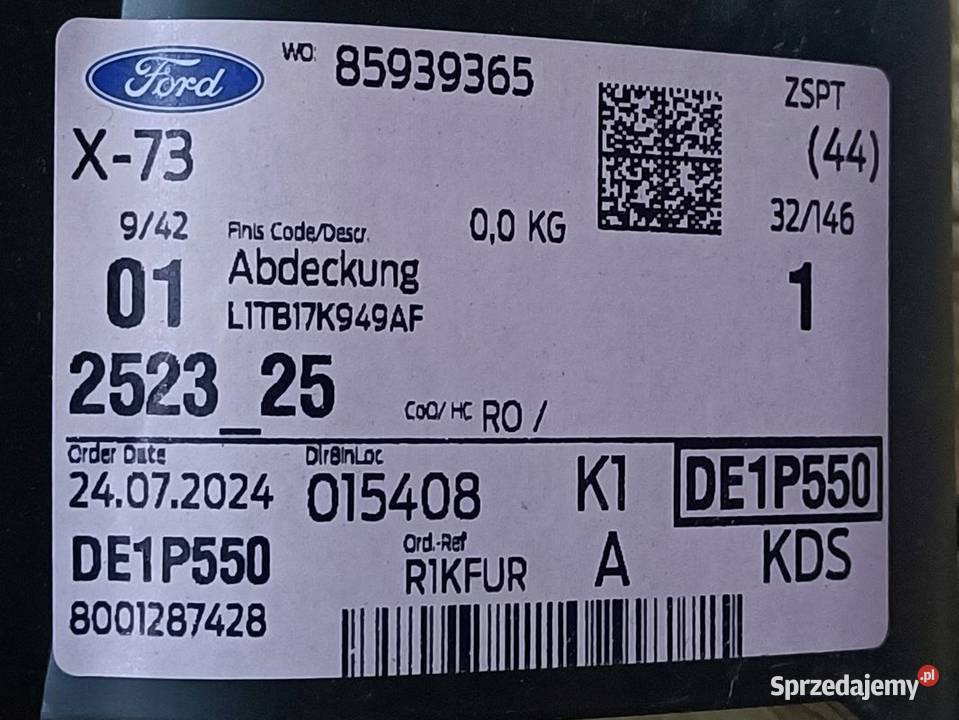 Ford
WO: 85939365
ZSPT
X-73
(44)
9/42
Finis Code/Descr.
0,0 KG
32/146
01
Abdeckung
1
L1TB17K949AF
2523_25
CoO/ HC RO /
Order Date
DlrBinLoc
24.07.2024
015408
K1
DE1P550
DE1P550
Ord.-Ref
R1KFUR
A
KDS
8001287428
Sprzedajemy.pl